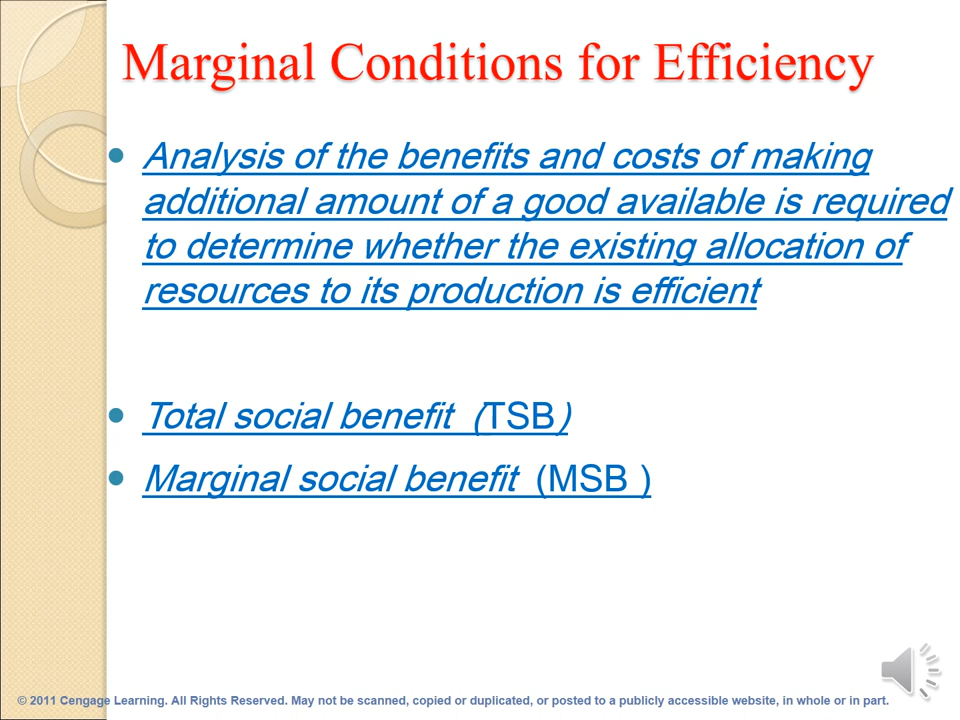 Marginal Conditions for Efficiency
Analysis of the benefits and costs of making
additional amount of a good available is required
to determine whether the existing allocation of
resources to its production is efficient
Total social benefit (TSB)
Marginal social benefit (MSB )
© 2011 Cengage Learning. All Rights Reserved. May not be scanned, copied or duplicated, or posted to a publicly accessible website, in whole or in part.